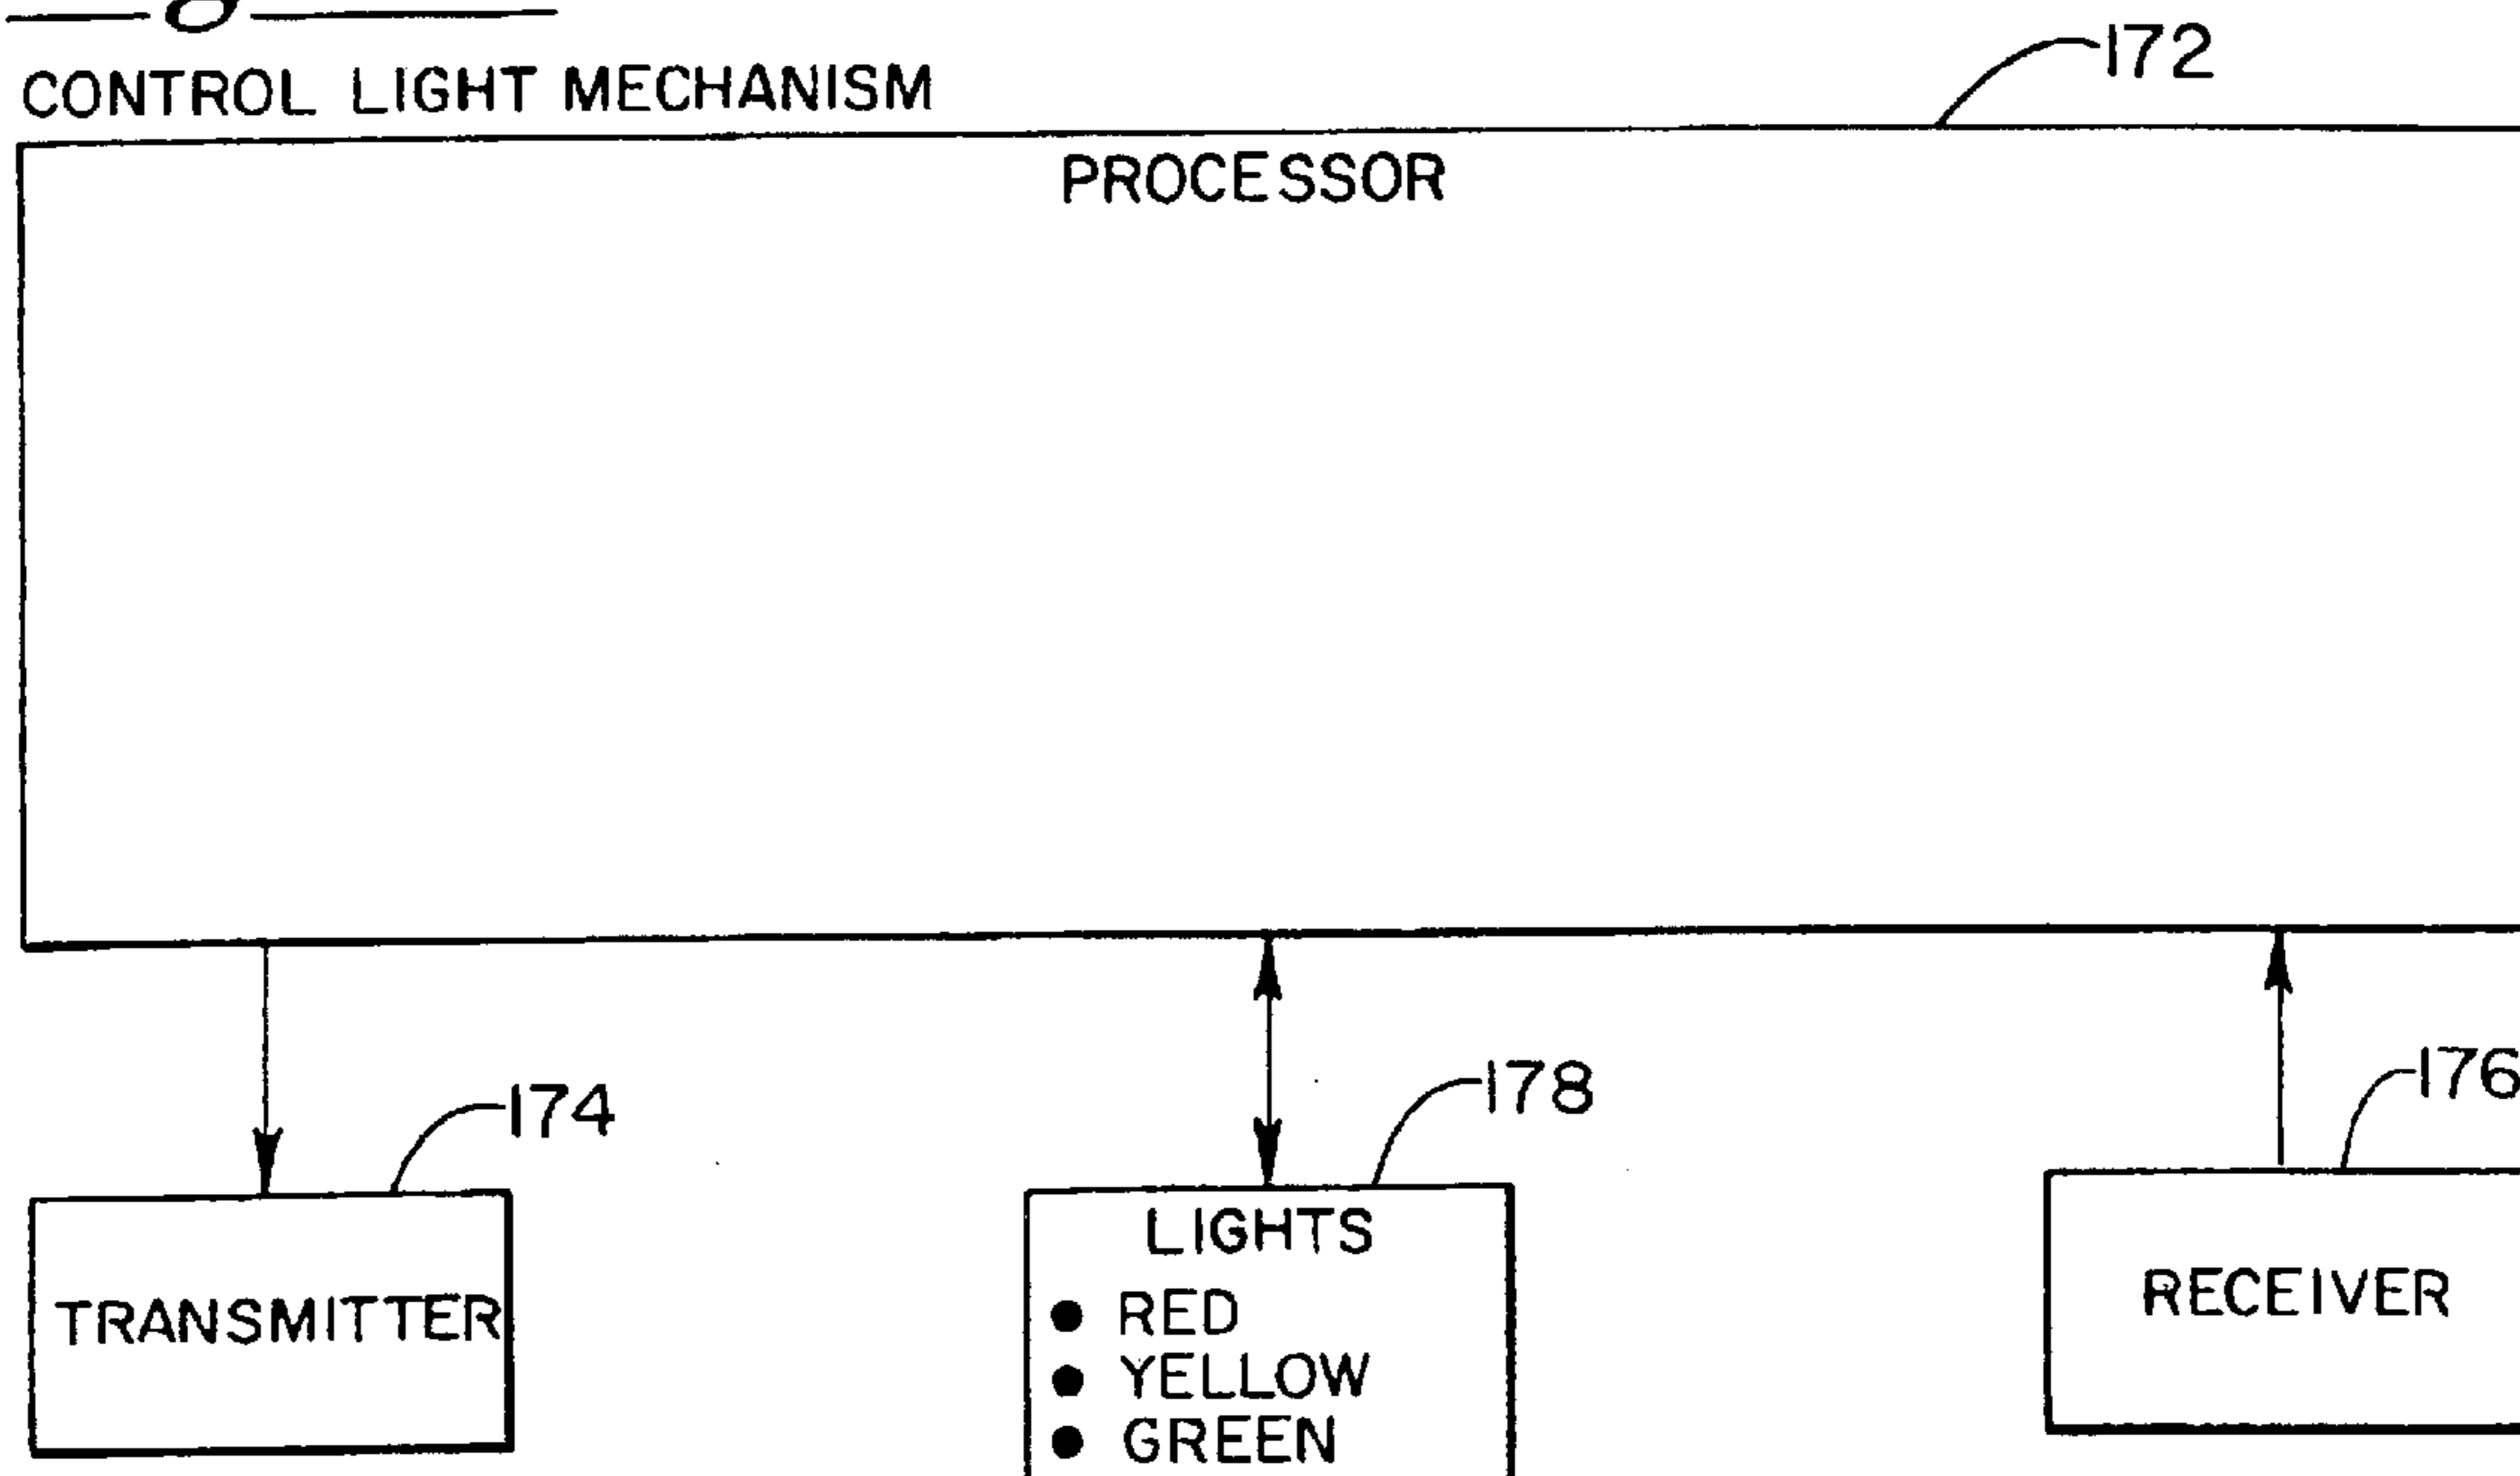 172
CONTROL LIGHT MECHANISM
PROCESSOR
174
178
176
TRANSMITTER
LIGHTS
● RED
● YELLOW
● GREEN
RECEIVER